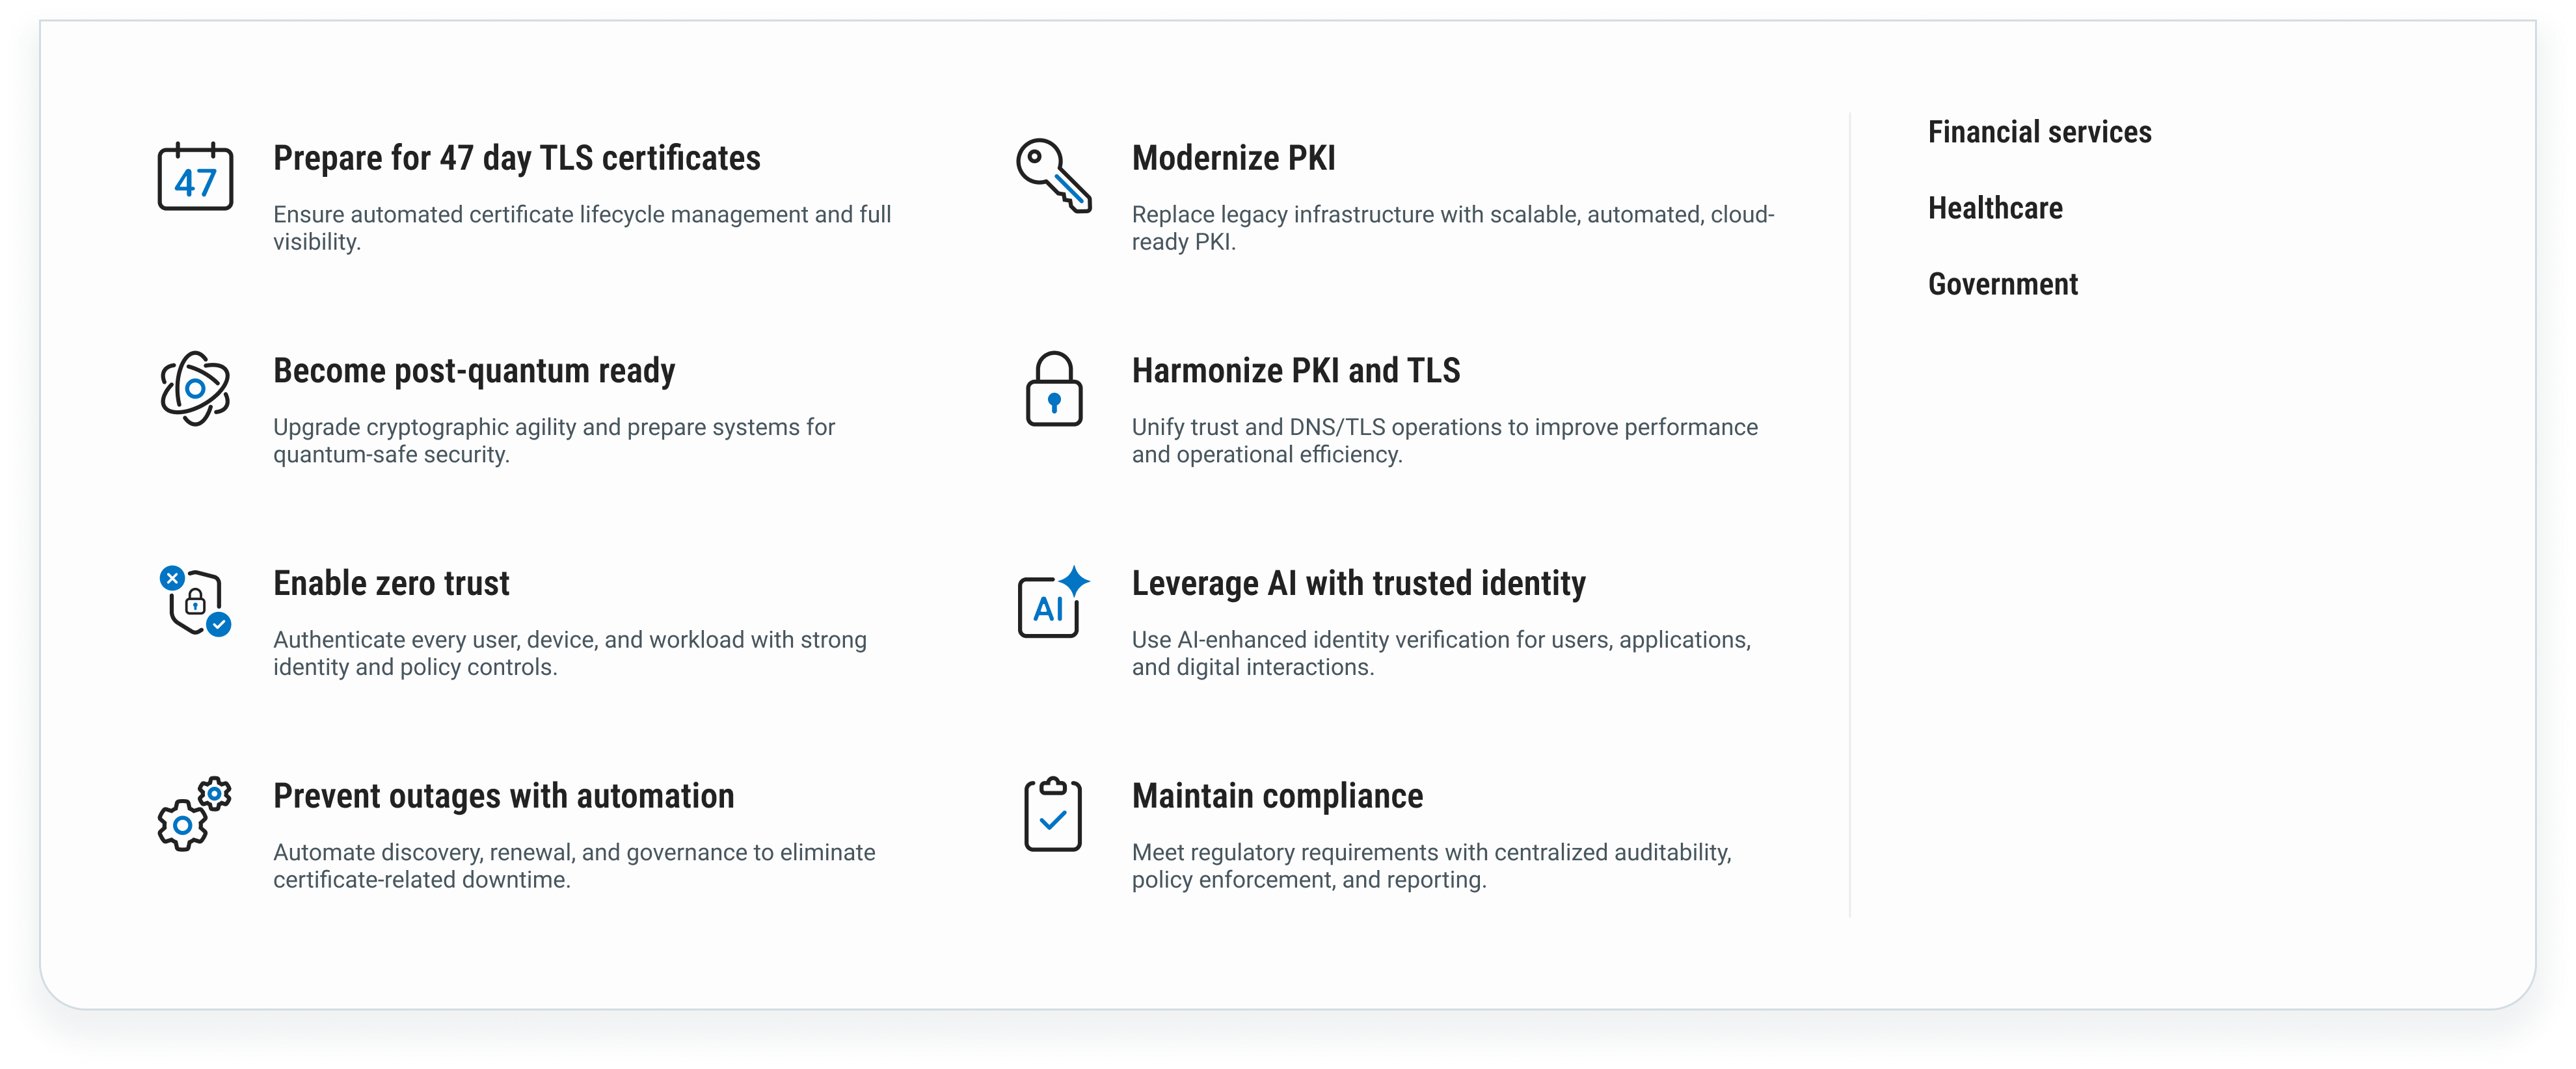 47
Prepare for 47 day TLS certificates
Ensure automated certificate lifecycle management and full
visibility.
Modernize PKI
Replace legacy infrastructure with scalable, automated, cloud-
ready PKI.
Become post-quantum ready
Upgrade cryptographic agility and prepare systems for
quantum-safe security.
Harmonize PKI and TLS
Unify trust and DNS/TLS operations to improve performance
and operational efficiency.
Enable zero trust
Authenticate every user, device, and workload with strong
identity and policy controls.
AI
Leverage AI with trusted identity
Use AI-enhanced identity verification for users, applications,
and digital interactions.
Prevent outages with automation
Automate discovery, renewal, and governance to eliminate
certificate-related downtime.
Maintain compliance
Meet regulatory requirements with centralized auditability,
policy enforcement, and reporting.
Financial services
Healthcare
Government